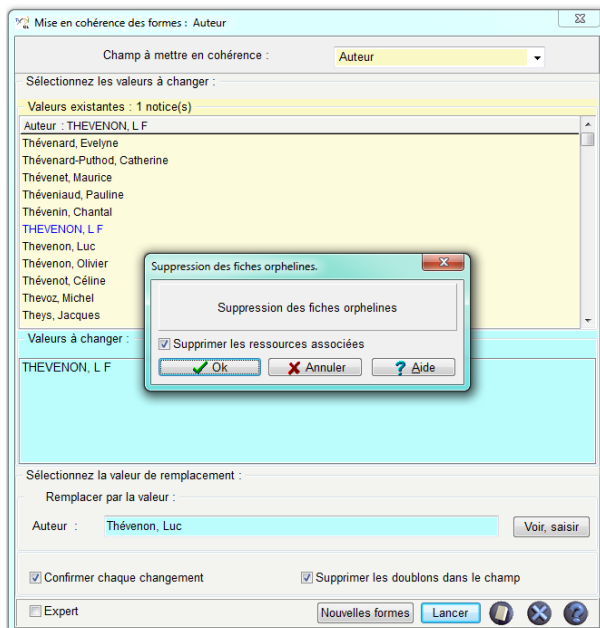 Mise en cohérence des formes : Auteur
Champ à mettre en cohérence :
Auteur
Sélectionnez les valeurs à changer :
Valeurs existantes : 1 notice(s)
Auteur : THEVENON, L F
Thévenard, Evelyne
Thévenard-Puthod, Catherine
Thévenet, Maurice
Théveniaud, Pauline
Thévenin, Chantal
THEVENON, L F
Thevenon, Luc
Thévenon, Olivier
Thévenot, Céline
Thevoz, Michel
Theys, Jacques
Suppression des fiches orphelines.
Suppression des fiches orphelines
Supprimer les ressources associées
Ok
Annuler
Aide
Valeurs à changer :
THEVENON, L F
Sélectionnez la valeur de remplacement :
Remplacer par la valeur :
Auteur :
Thévenon, Luc
Voir, saisir
Confirmer chaque changement
Supprimer les doublons dans le champ
Expert
Nouvelles formes
Lancer